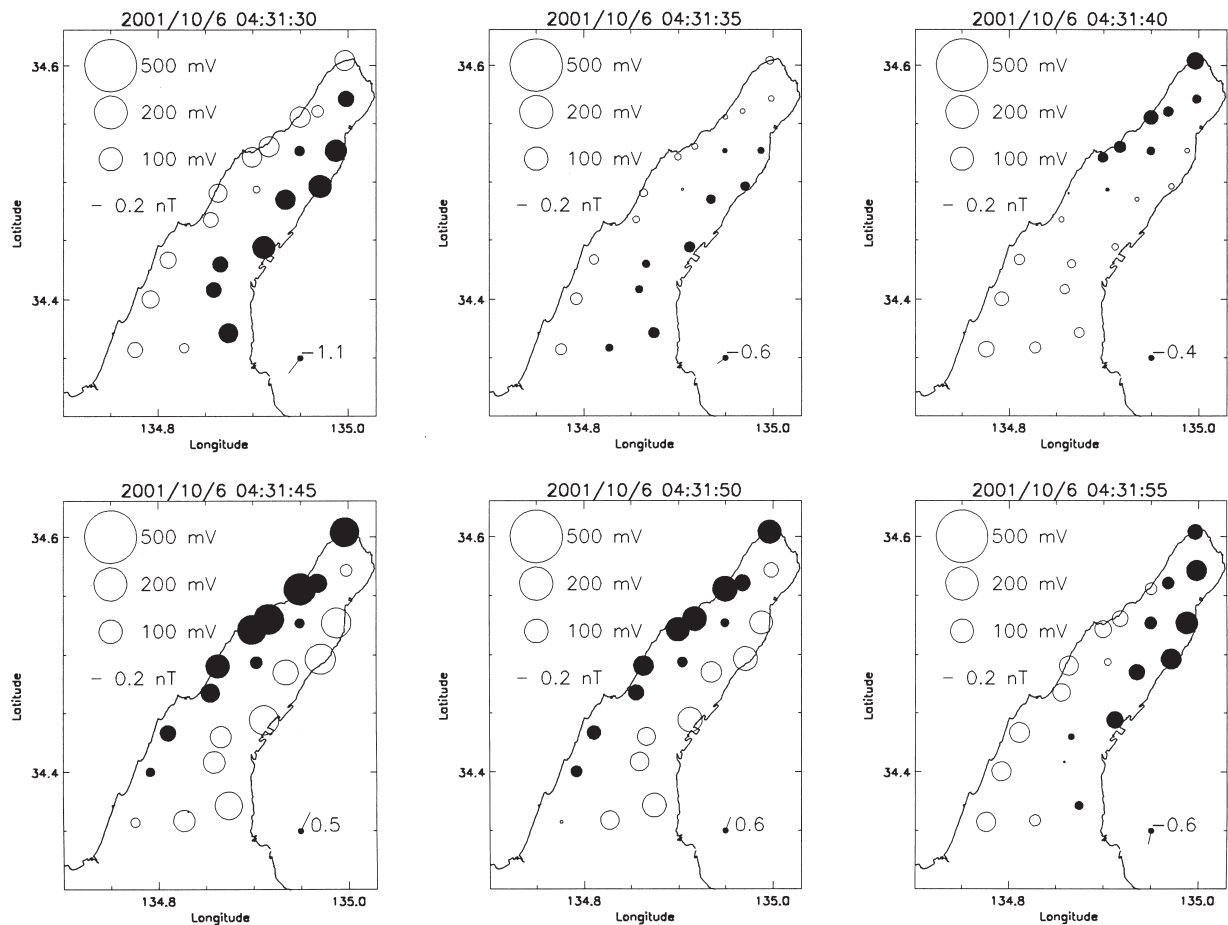 2001/10/6 04:31:30
34.6
500 mV
200 mV
100 mV
Latitude
– 0.2 nT
34.4
−1.1
134.8
135.0
Longitude
2001/10/6 04:31:35
34.6
500 mV
200 mV
100 mV
Latitude
– 0.2 nT
34.4
−0.6
134.8
135.0
Longitude
2001/10/6 04:31:40
34.6
500 mV
200 mV
100 mV
Latitude
– 0.2 nT
34.4
−0.4
134.8
135.0
Longitude
2001/10/6 04:31:45
34.6
500 mV
200 mV
100 mV
Latitude
– 0.2 nT
34.4
0.5
134.8
135.0
Longitude
2001/10/6 04:31:50
34.6
500 mV
200 mV
100 mV
Latitude
– 0.2 nT
34.4
0.6
134.8
135.0
Longitude
2001/10/6 04:31:55
34.6
500 mV
200 mV
100 mV
Latitude
– 0.2 nT
34.4
−0.6
134.8
135.0
Longitude